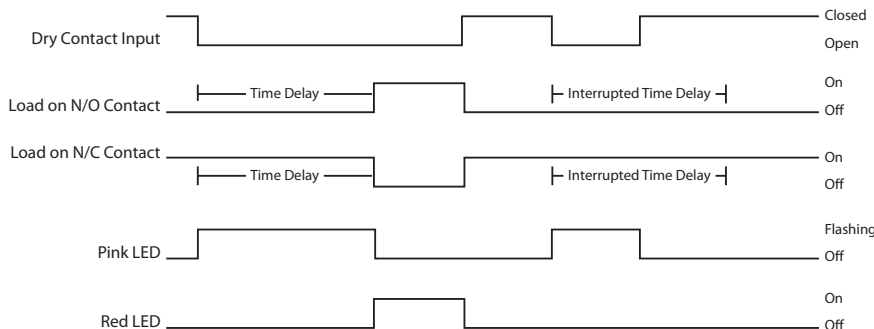 Dry Contact Input
Closed
Open
Load on N/O Contact
Time Delay
Interrupted Time Delay
On
Off
Load on N/C Contact
Time Delay
Interrupted Time Delay
On
Off
Pink LED
Flashing
Off
Red LED
On
Off